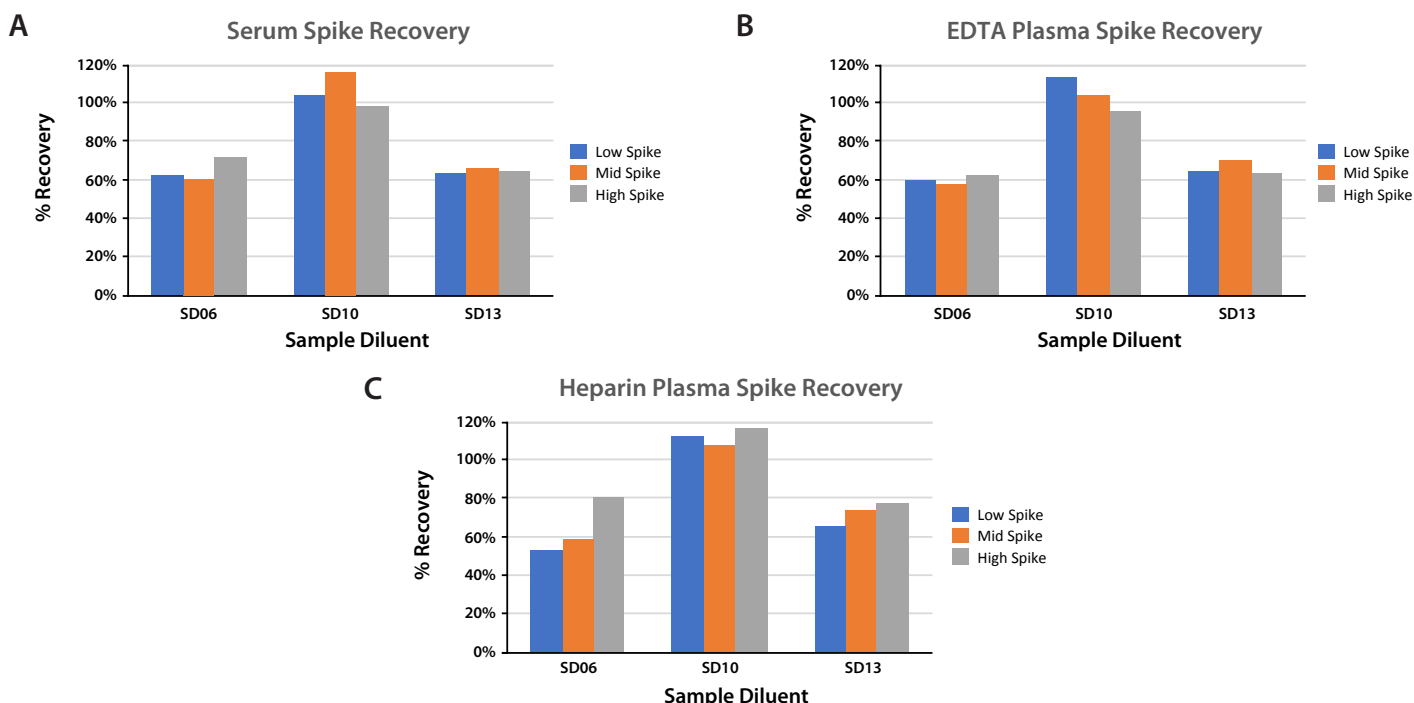 A
Serum Spike Recovery
120%
100%
80%
60%
40%
20%
0%
% Recovery
SD06 SD10 SD13
Sample Diluent
Low Spike
Mid Spike
High Spike
B
EDTA Plasma Spike Recovery
120%
100%
80%
60%
40%
20%
0%
% Recovery
SD06 SD10 SD13
Sample Diluent
Low Spike
Mid Spike
High Spike
C
Heparin Plasma Spike Recovery
120%
100%
80%
60%
40%
20%
0%
% Recovery
SD06 SD10 SD13
Sample Diluent
Low Spike
Mid Spike
High Spike